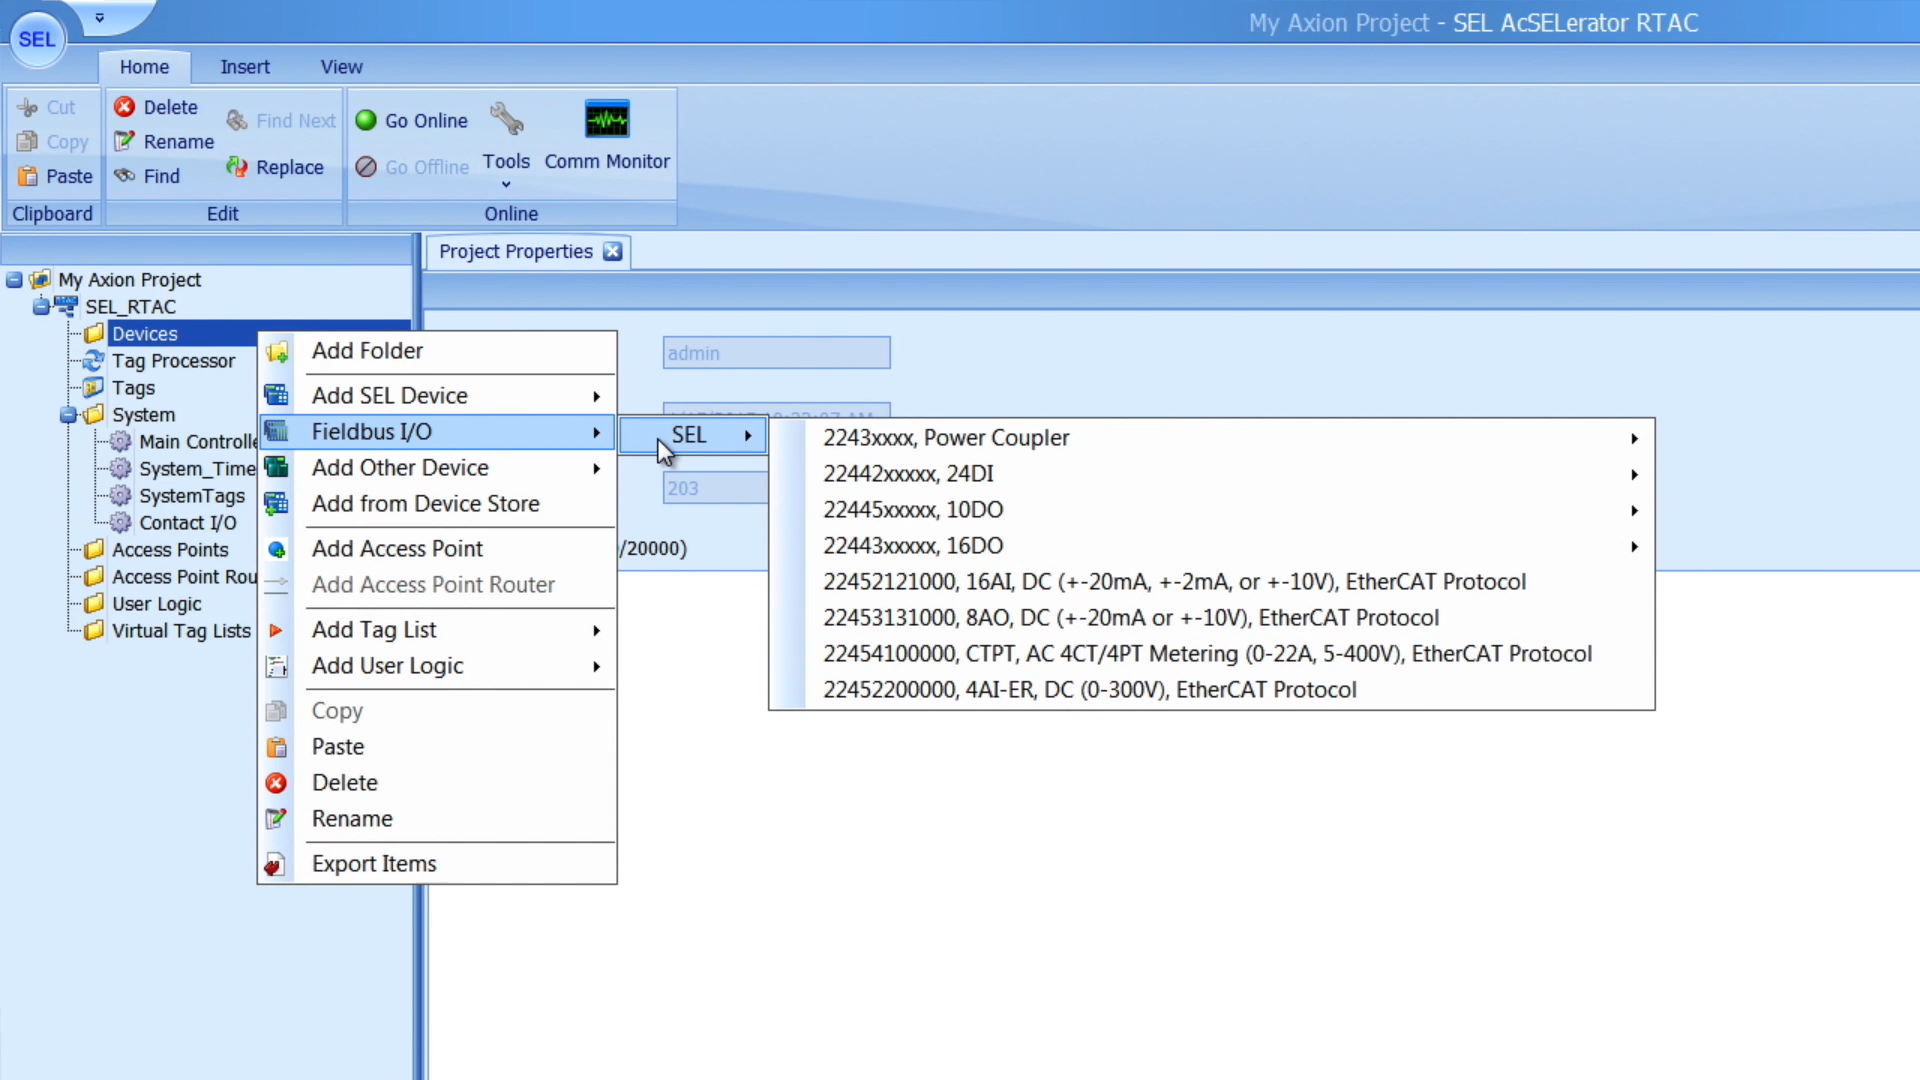 My Axion Project - SEL AcSELerator RTAC
SEL
Home
Insert
View
Cut
Copy
Paste
Clipboard
Delete
Rename
Find
Find Next
Replace
Edit
Go Online
Go Offline
Tools
Comm Monitor
Online
Project Properties
My Axion Project
SEL_RTAC
Devices
Tag Processor
Tags
System
Main Controlle
System_Time
SystemTags
Contact I/O
Access Points
Access Point Rou
User Logic
Virtual Tag Lists
Add Folder
Add SEL Device
Fieldbus I/O
Add Other Device
Add from Device Store
Add Access Point
Add Access Point Router
Add Tag List
Add User Logic
Copy
Paste
Delete
Rename
Export Items
admin
203
/20000)
SEL
2243xxxx, Power Coupler
22442xxxxx, 24DI
22445xxxxx, 10DO
22443xxxxx, 16DO
22452121000, 16AI, DC (+-20mA, +-2mA, or +-10V), EtherCAT Protocol
22453131000, 8AO, DC (+-20mA or +-10V), EtherCAT Protocol
22454100000, CTPT, AC 4CT/4PT Metering (0-22A, 5-400V), EtherCAT Protocol
22452200000, 4AI-ER, DC (0-300V), EtherCAT Protocol